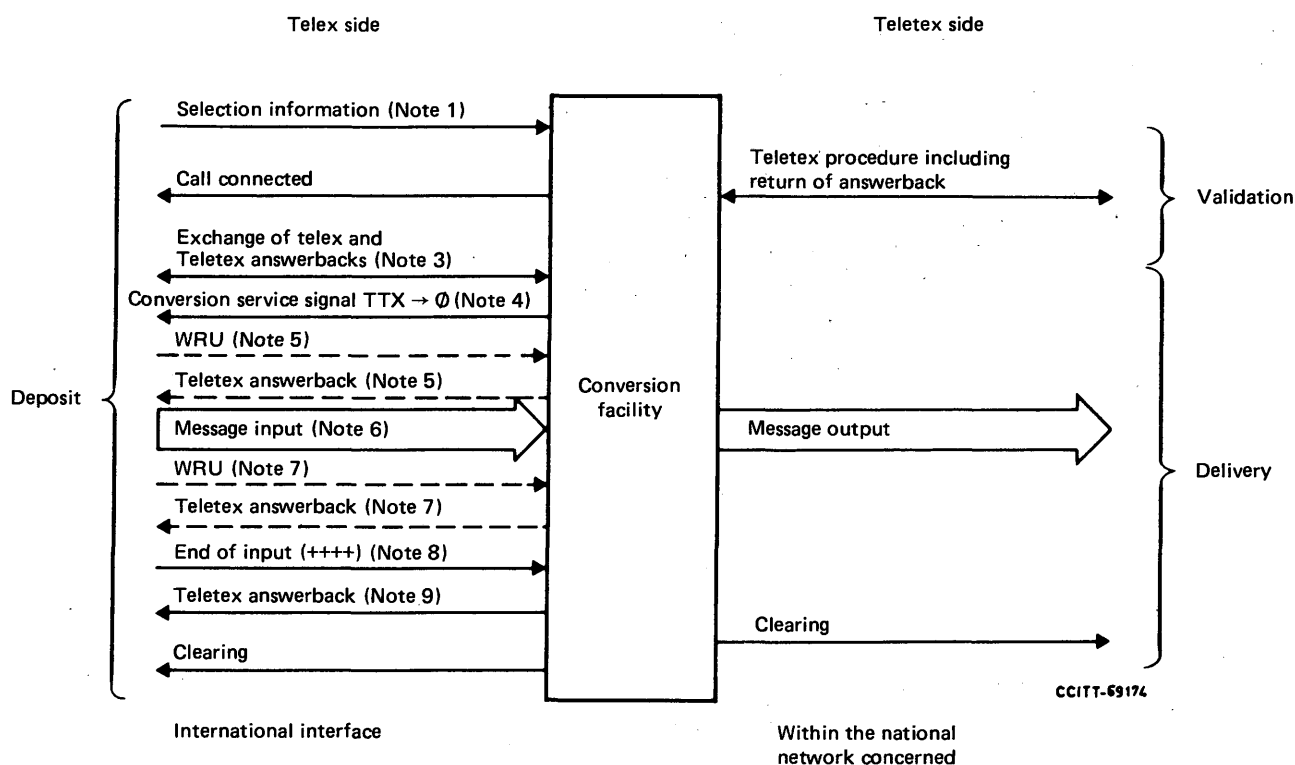 Telex side
Teletex side
Selection information (Note 1)
Call connected
Teletex procedure including
return of answerback
Validation
Exchange of telex and
Teletex answerbacks (Note 3)
Conversion service signal TTX → Ø (Note 4)
WRU (Note 5)
Teletex answerback (Note 5)
Deposit
Conversion
facility
Message input (Note 6)
Message output
WRU (Note 7)
Delivery
Teletex answerback (Note 7)
End of input (++++) (Note 8)
Teletex answerback (Note 9)
Clearing
Clearing
CCITT-69174
International interface
Within the national
network concerned